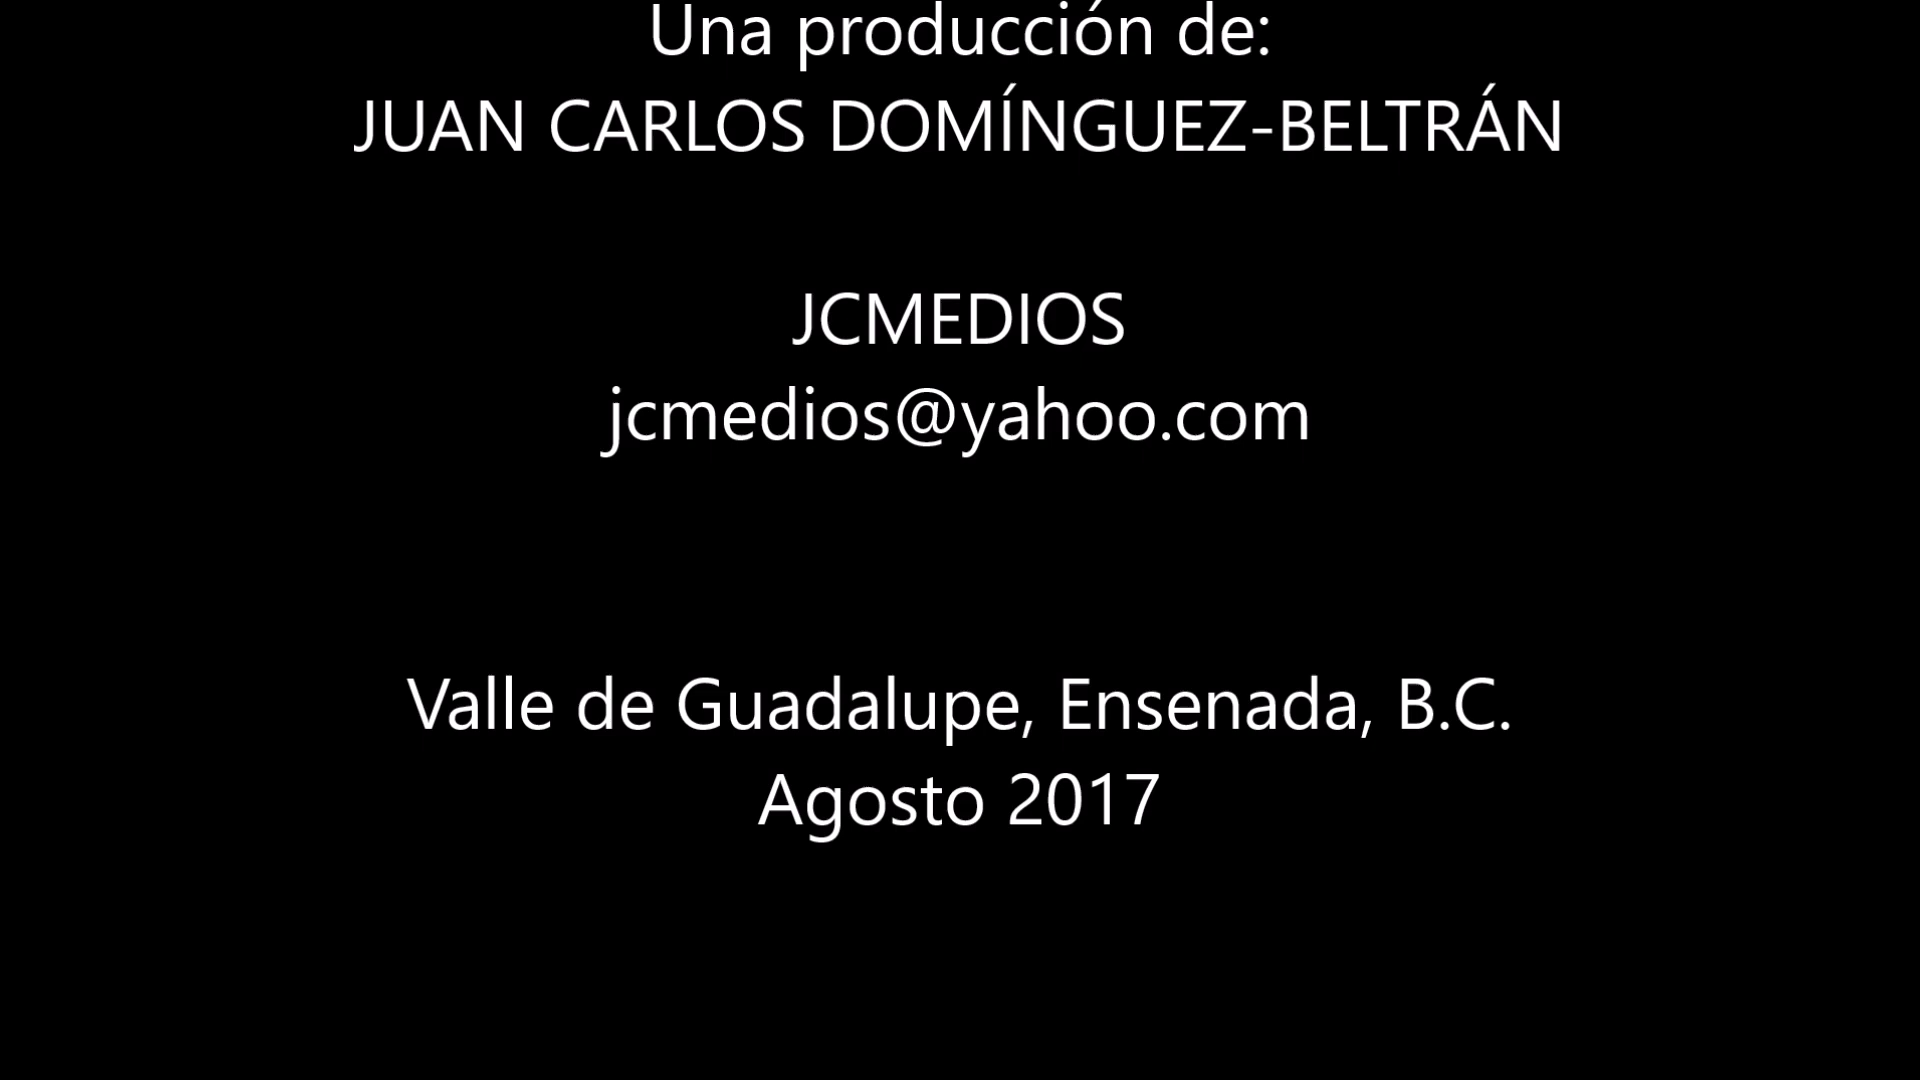 Una producción de:
JUAN CARLOS DOMÍNGUEZ-BELTRÁN
JCMEDIOS
jcmedios@yahoo.com
Valle de Guadalupe, Ensenada, B.C.
Agosto 2017